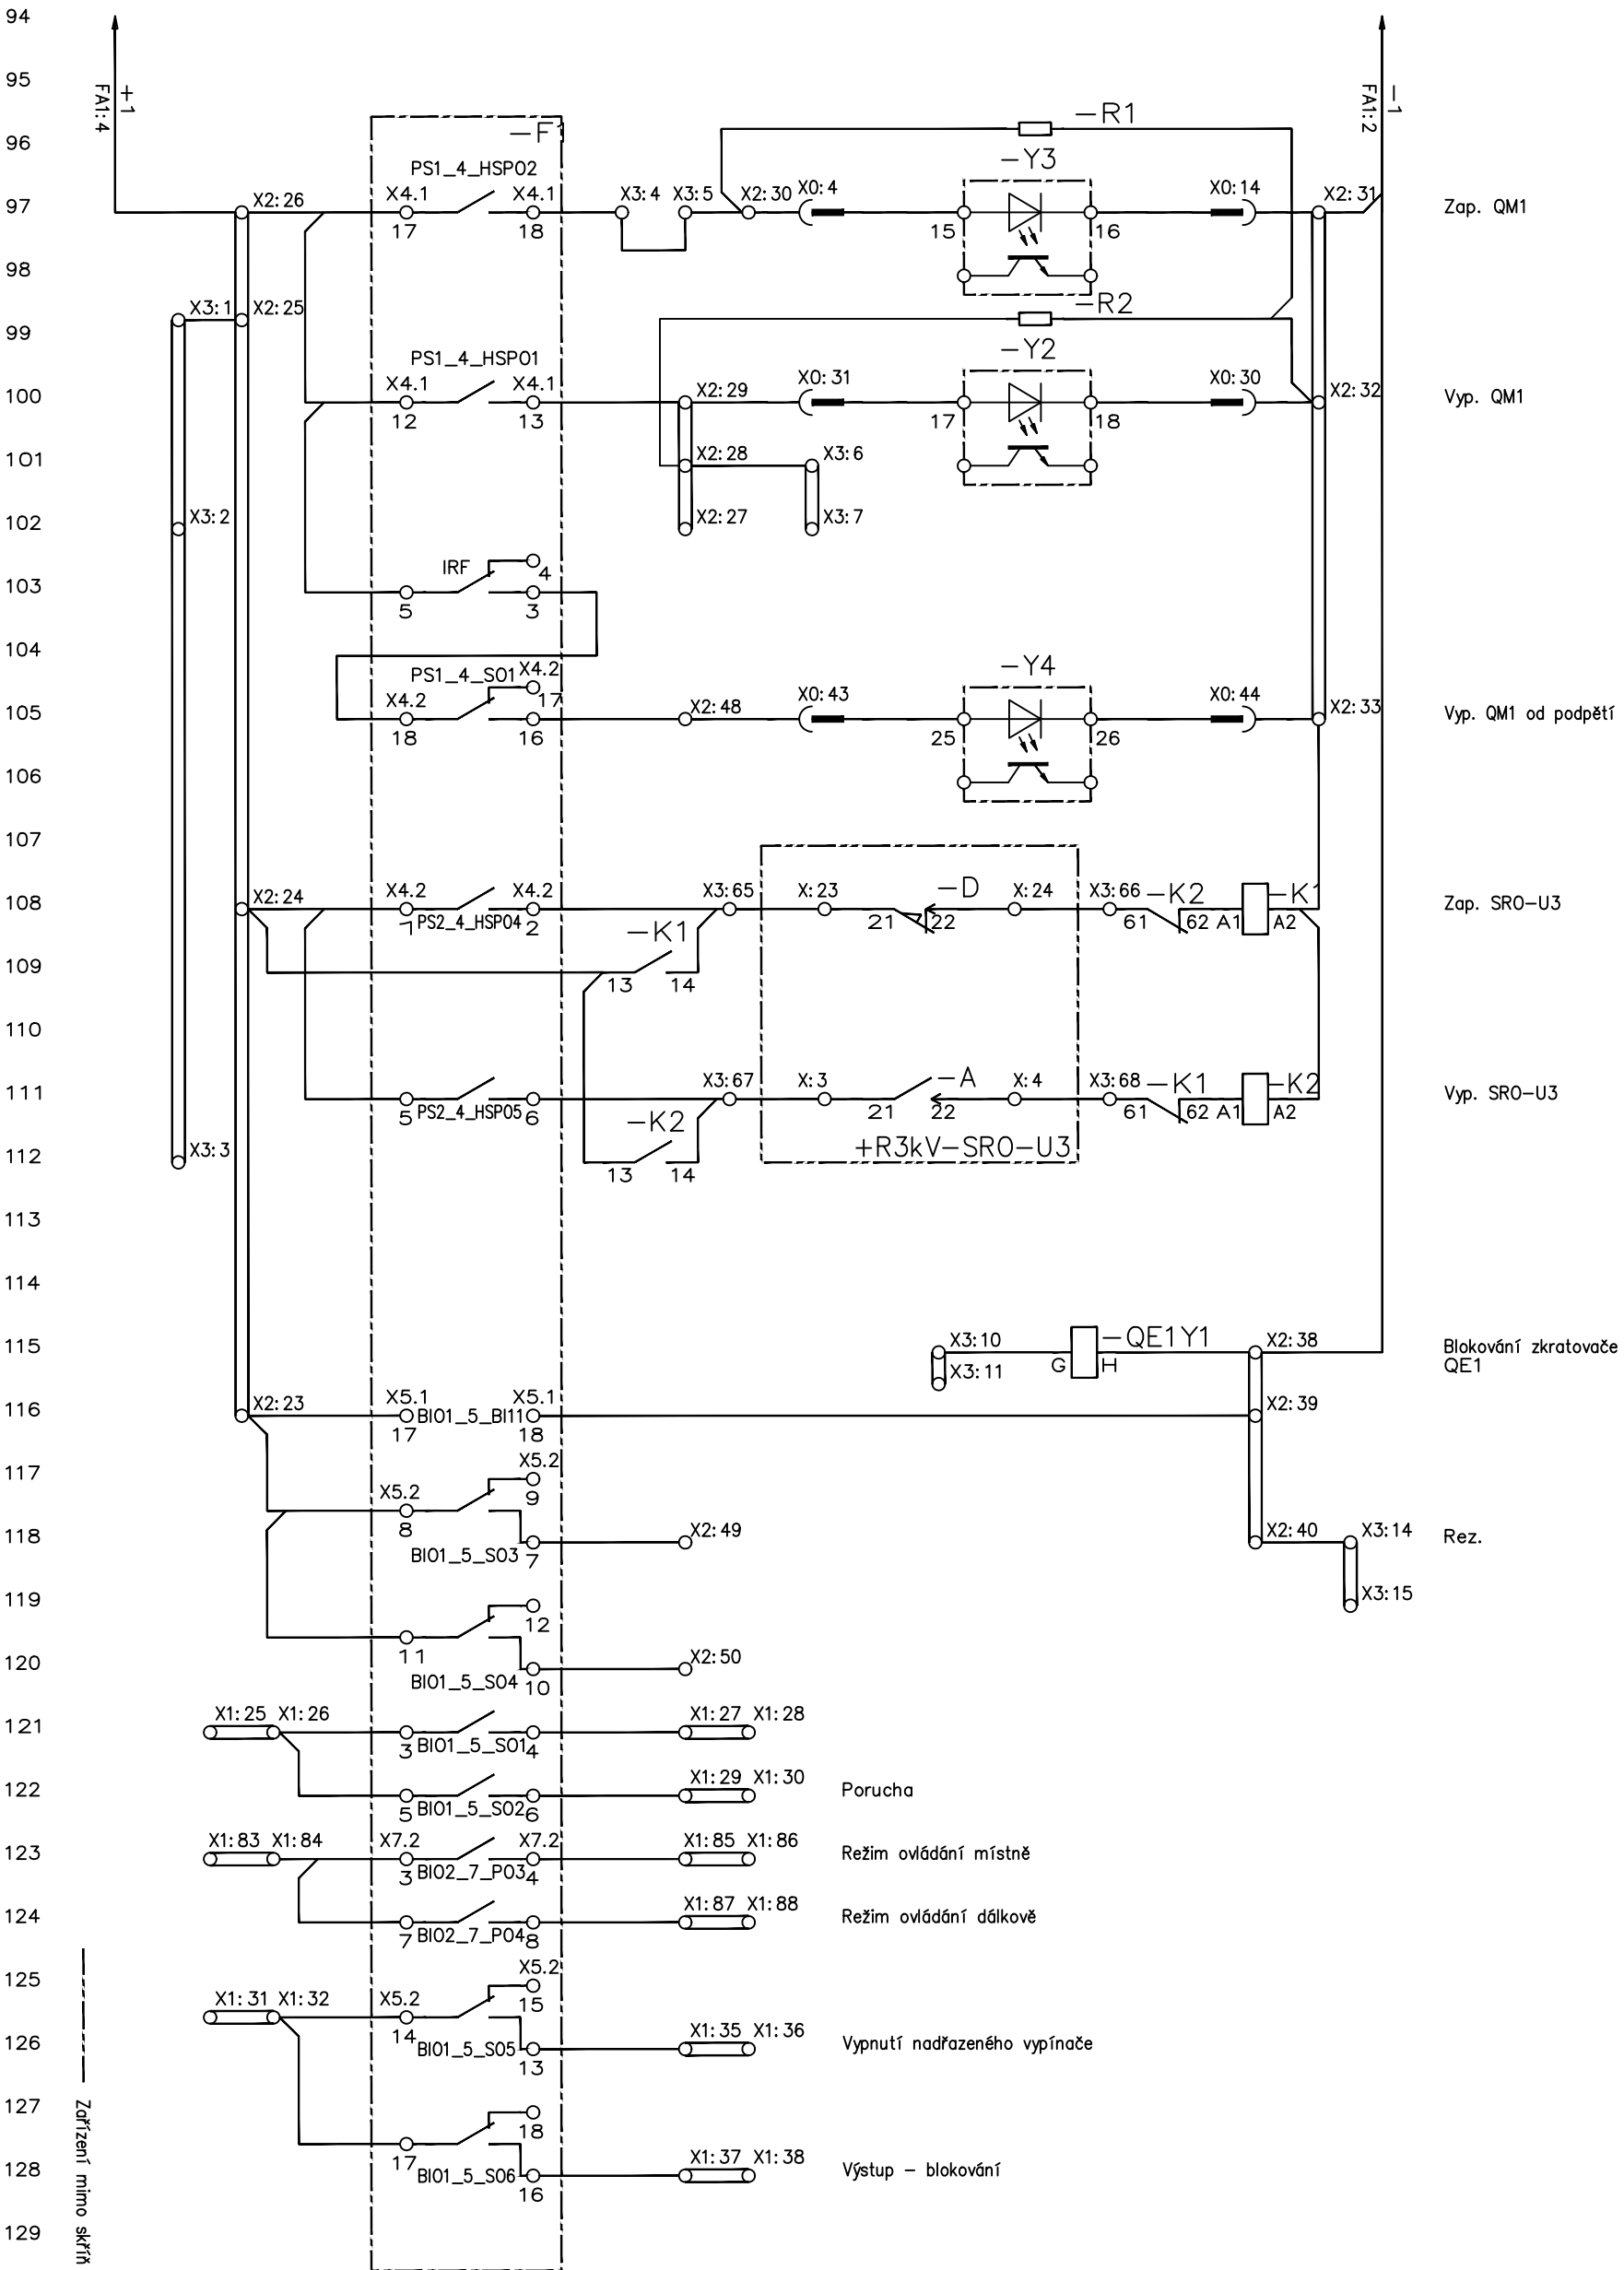 94
+1
FA1:4
-1
FA1:2
95
96
-F1
-R1
-Y3
PS1_4_HSPO2
97
X2:26
X4.1
17
X4.1
18
X3:4
X3:5
X2:30
X0:4
15
16
X0:14
X2:31
Zap. QM1
98
X3:1
X2:25
-R2
99
-Y2
PS1_4_HSPO1
100
X4.1
12
X4.1
13
X2:29
X0:31
17
18
X0:30
X2:32
Vyp. QM1
101
X2:28
X3:6
102
X3:2
X2:27
X3:7
103
IRF
4
5
3
104
-Y4
PS1_4_SO1
X4.2
17
105
X4.2
18
16
X2:48
X0:43
25
26
X0:44
X2:33
Vyp. QM1 od podpětí
106
107
108
X2:24
X4.2
1
PS2_4_HSPO4
X4.2
2
X3:65
X:23
21
-D
22
X:24
X3:66
61
-K2
62
A1
-K1
A2
Zap. SRO-U3
109
-K1
13
14
110
111
5
PS2_4_HSPO5
6
X3:67
X:3
21
-A
22
X:4
X3:68
61
-K1
62
A1
-K2
A2
Vyp. SRO-U3
112
X3:3
-K2
13
14
+R3kV-SRO-U3
113
114
115
X3:10
X3:11
G
-QE1Y1
H
X2:38
Blokování zkratovače
QE1
116
X2:23
X5.1
17
BIO1_5_BI11
X5.1
18
X2:39
117
X5.2
9
X5.2
8
118
BIO1_5_SO3
7
X2:49
X2:40
X3:14
Rez.
119
12
X3:15
11
120
BIO1_5_SO4
10
X2:50
121
X1:25
X1:26
3
BIO1_5_SO1
4
X1:27
X1:28
122
5
BIO1_5_SO2
6
X1:29
X1:30
Porucha
123
X1:83
X1:84
X7.2
3
BIO2_7_PO3
X7.2
4
X1:85
X1:86
Režim ovládání místně
124
7
BIO2_7_PO4
8
X1:87
X1:88
Režim ovládání dálkově
125
X5.2
15
X1:31
X1:32
X5.2
14
126
BIO1_5_SO5
13
X1:35
X1:36
Vypnutí nadřazeného vypínače
127
18
17
128
BIO1_5_SO6
16
X1:37
X1:38
Výstup - blokování
129
Zařízení mimo skříň